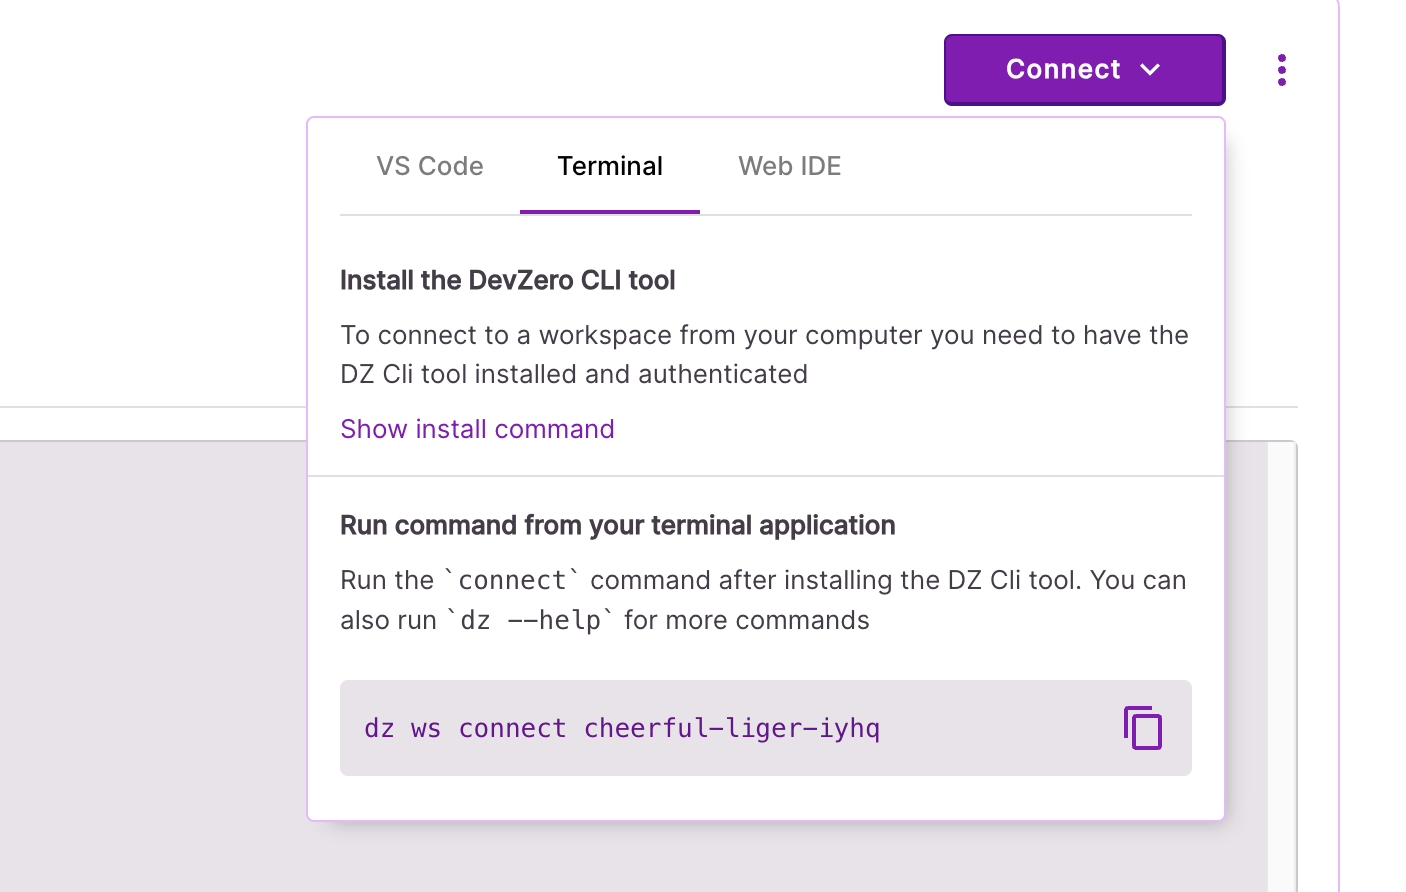 Connect
VS Code
Terminal
Web IDE
Install the DevZero CLI tool
To connect to a workspace from your computer you need to have the
DZ Cli tool installed and authenticated
Show install command
Run command from your terminal application
Run the `connect` command after installing the DZ Cli tool. You can
also run `dz --help` for more commands
dz ws connect cheerful-liger-iyhq